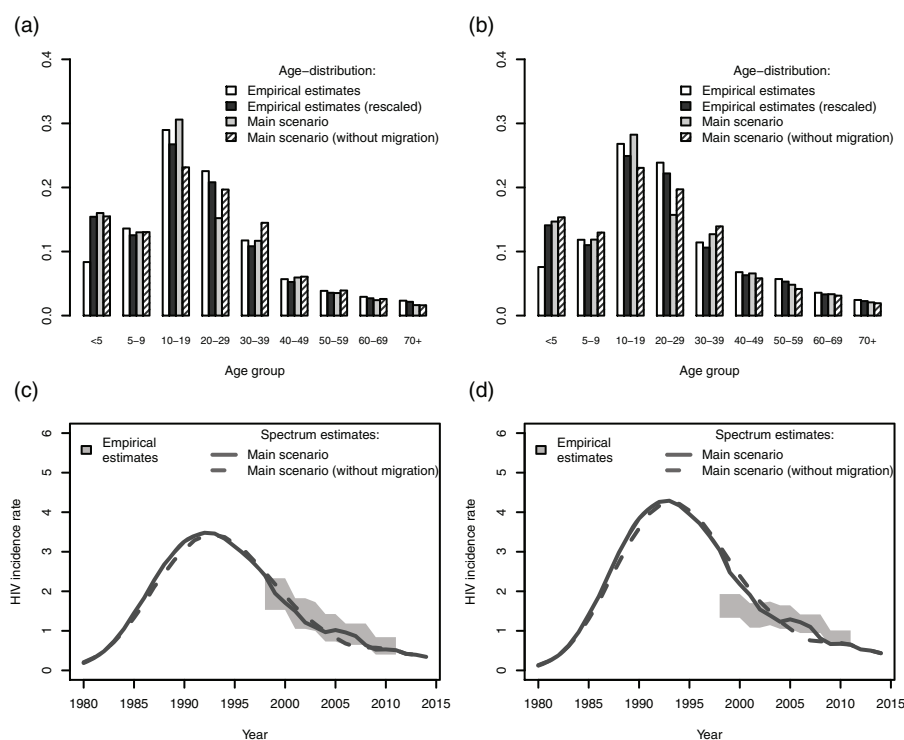 (a)
Age-distribution:
Empirical estimates
Empirical estimates (rescaled)
Main scenario
Main scenario (without migration)
0.4
0.3
0.2
0.1
0.0
<5 5-9 10-19 20-29 30-39 40-49 50-59 60-69 70+
Age group
(b)
Age-distribution:
Empirical estimates
Empirical estimates (rescaled)
Main scenario
Main scenario (without migration)
0.4
0.3
0.2
0.1
0.0
<5 5-9 10-19 20-29 30-39 40-49 50-59 60-69 70+
Age group
(c)
Empirical
estimates
Spectrum estimates:
Main scenario
Main scenario (without migration)
HIV incidence rate
6
5
4
3
2
1
0
1980 1985 1990 1995 2000 2005 2010 2015
Year
(d)
Empirical
estimates
Spectrum estimates:
Main scenario
Main scenario (without migration)
HIV incidence rate
6
5
4
3
2
1
0
1980 1985 1990 1995 2000 2005 2010 2015
Year